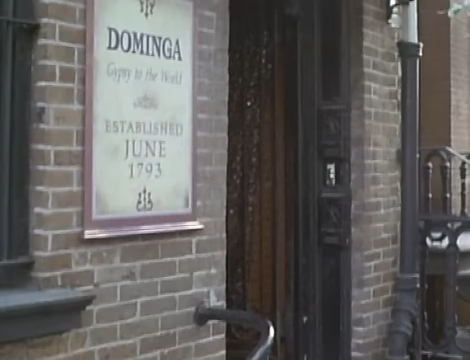 DOMINGA
Gypsy to the World
ESTABLISHED
JUNE
1793